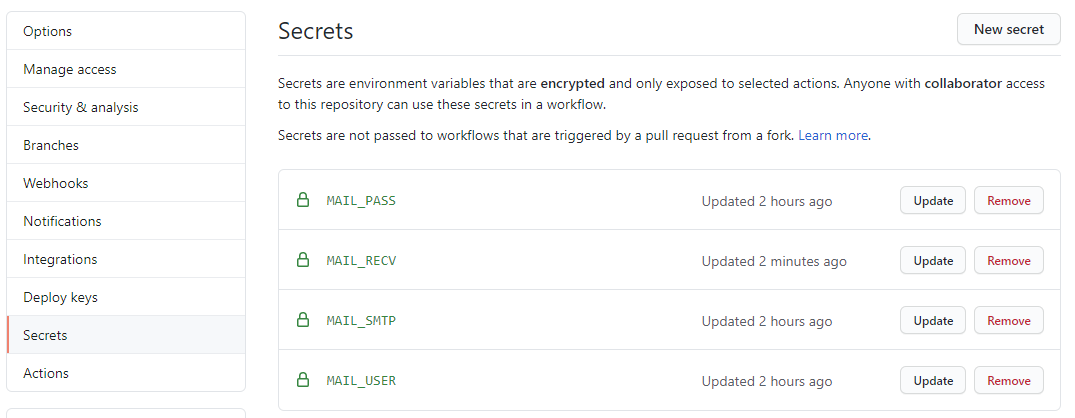 Options
Manage access
Security & analysis
Branches
Webhooks
Notifications
Integrations
Deploy keys
Secrets
Actions
Secrets
New secret
Secrets are environment variables that are encrypted and only exposed to selected actions. Anyone with collaborator access
to this repository can use these secrets in a workflow.
Secrets are not passed to workflows that are triggered by a pull request from a fork. Learn more.
MAIL_PASS Updated 2 hours ago Update Remove
MAIL_RECV Updated 2 minutes ago Update Remove
MAIL_SMTP Updated 2 hours ago Update Remove
MAIL_USER Updated 2 hours ago Update Remove